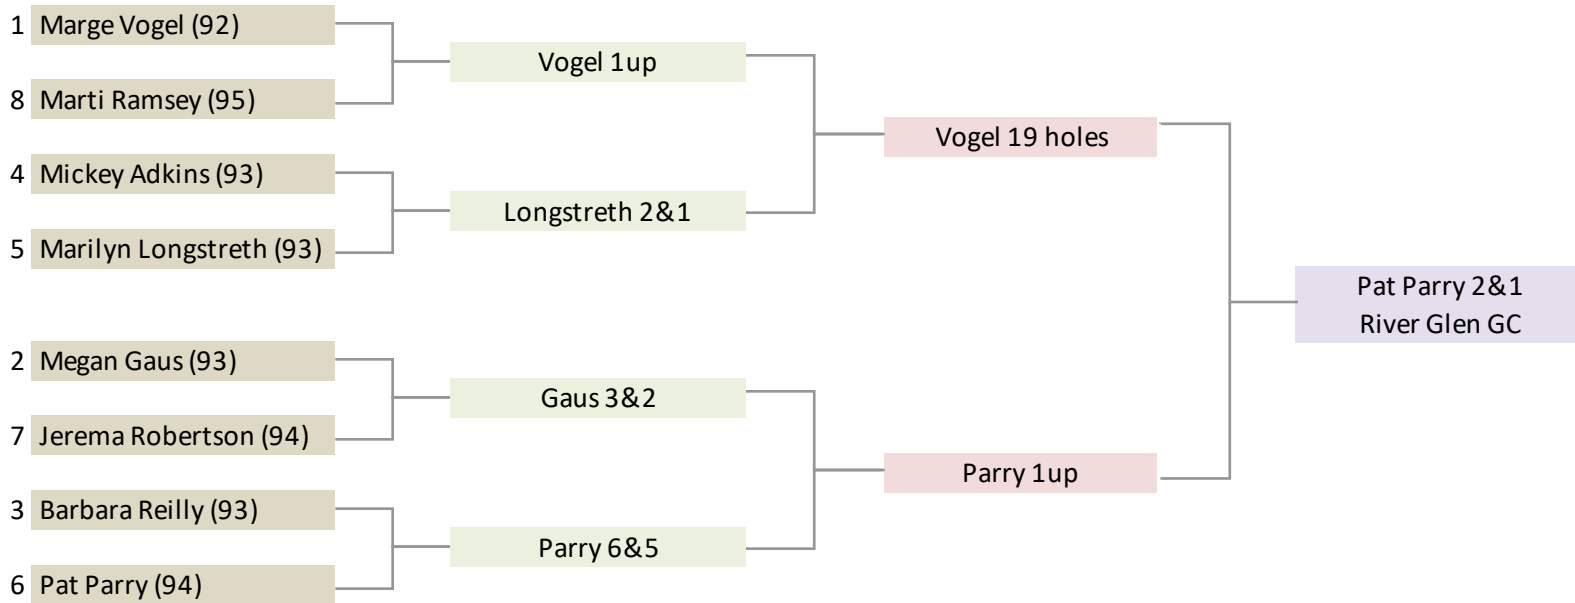 1 Marge Vogel (92)
Vogel 1up
8 Marti Ramsey (95)
Vogel 19 holes
4 Mickey Adkins (93)
Longstreth 2&1
5 Marilyn Longstreth (93)
Pat Parry 2&1
River Glen GC
2 Megan Gaus (93)
Gaus 3&2
7 Jerema Robertson (94)
Parry 1up
3 Barbara Reilly (93)
Parry 6&5
6 Pat Parry (94)